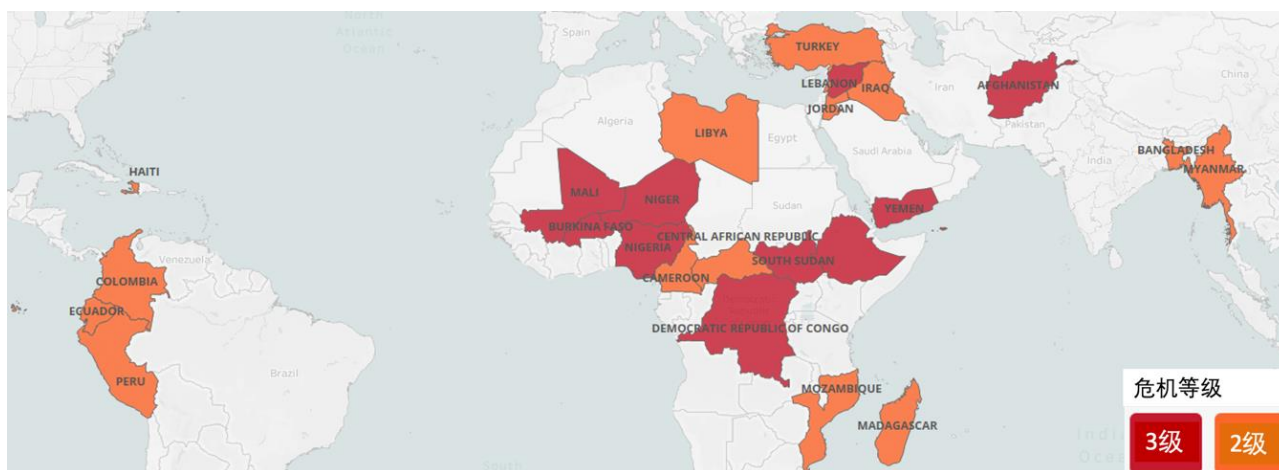 North
Atlantic
Ocean
Spain
TURKEY
LEBANON
IRAQ
Iran
AFGHANISTAN
China
JORDAN
Pakistan
Algeria
LIBYA
Egypt
Saudi Arabia
India
BANGLADESH
MYANMAR
HAITI
MALI
NIGER
Sudan
YEMEN
BURKINA FASO
NIGERIA
CENTRAL AFRICAN REPUBLIC
SOUTH SUDAN
CAMEROON
Venezuela
COLOMBIA
ECUADOR
DEMOCRATIC REPUBLIC OF CONGO
PERU
Brazil
MOZAMBIQUE
MADAGASCAR
South
危机等级
3级
2级